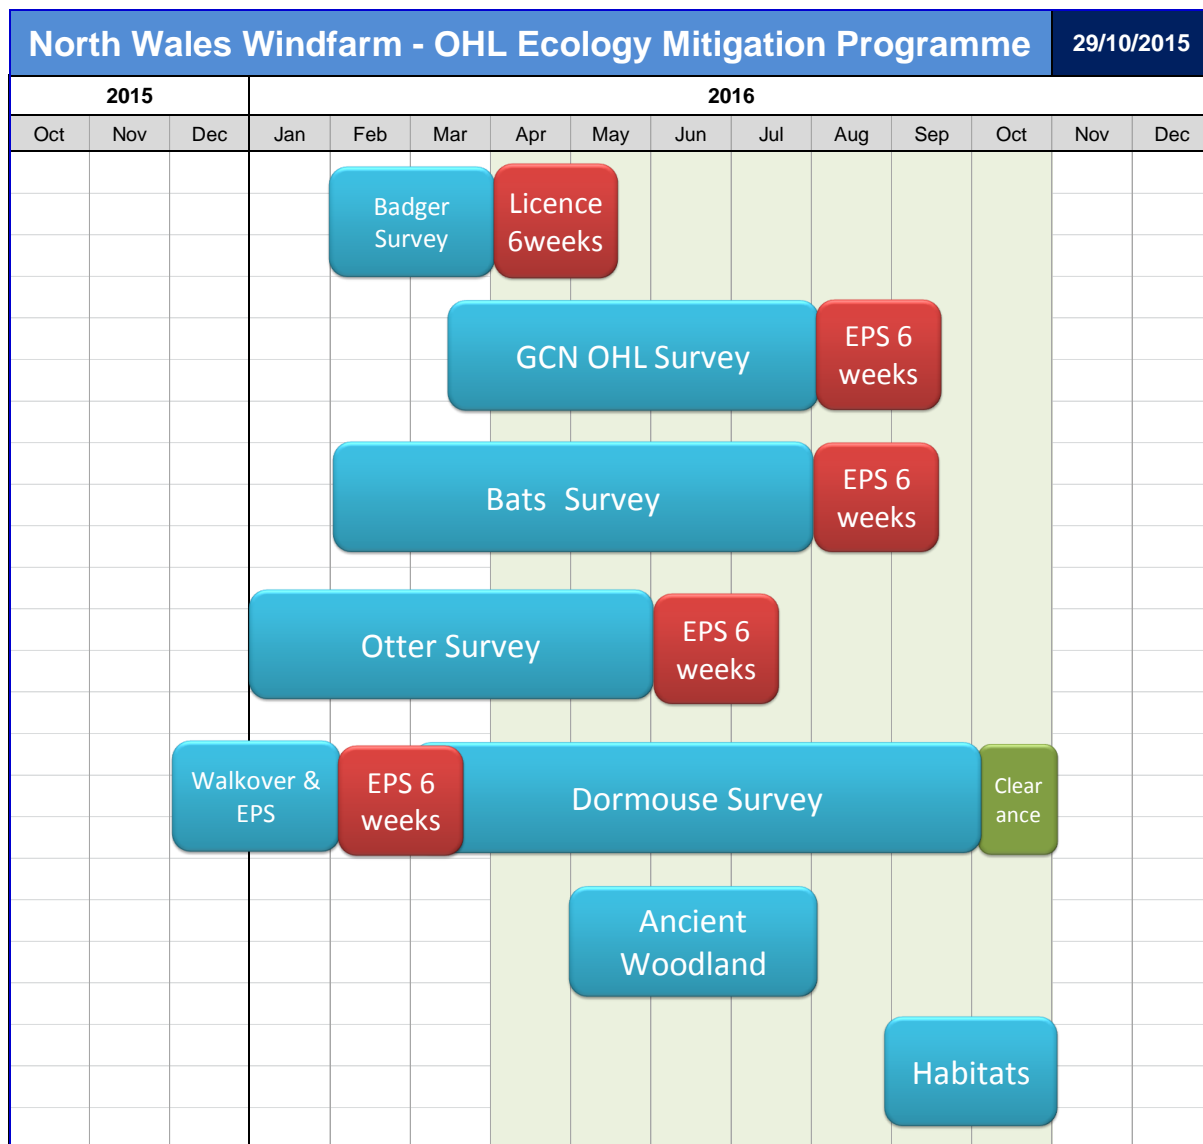 North Wales Windfarm - OHL Ecology Mitigation Programme
29/10/2015
2015
2016
Oct
Nov
Dec
Jan
Feb
Mar
Apr
May
Jun
Jul
Aug
Sep
Oct
Nov
Dec
Badger
Survey
Licence
6weeks
GCN OHL Survey
EPS 6
weeks
Bats Survey
EPS 6
weeks
Otter Survey
EPS 6
weeks
Walkover &
EPS
EPS 6
weeks
Dormouse Survey
Clear
ance
Ancient
Woodland
Habitats